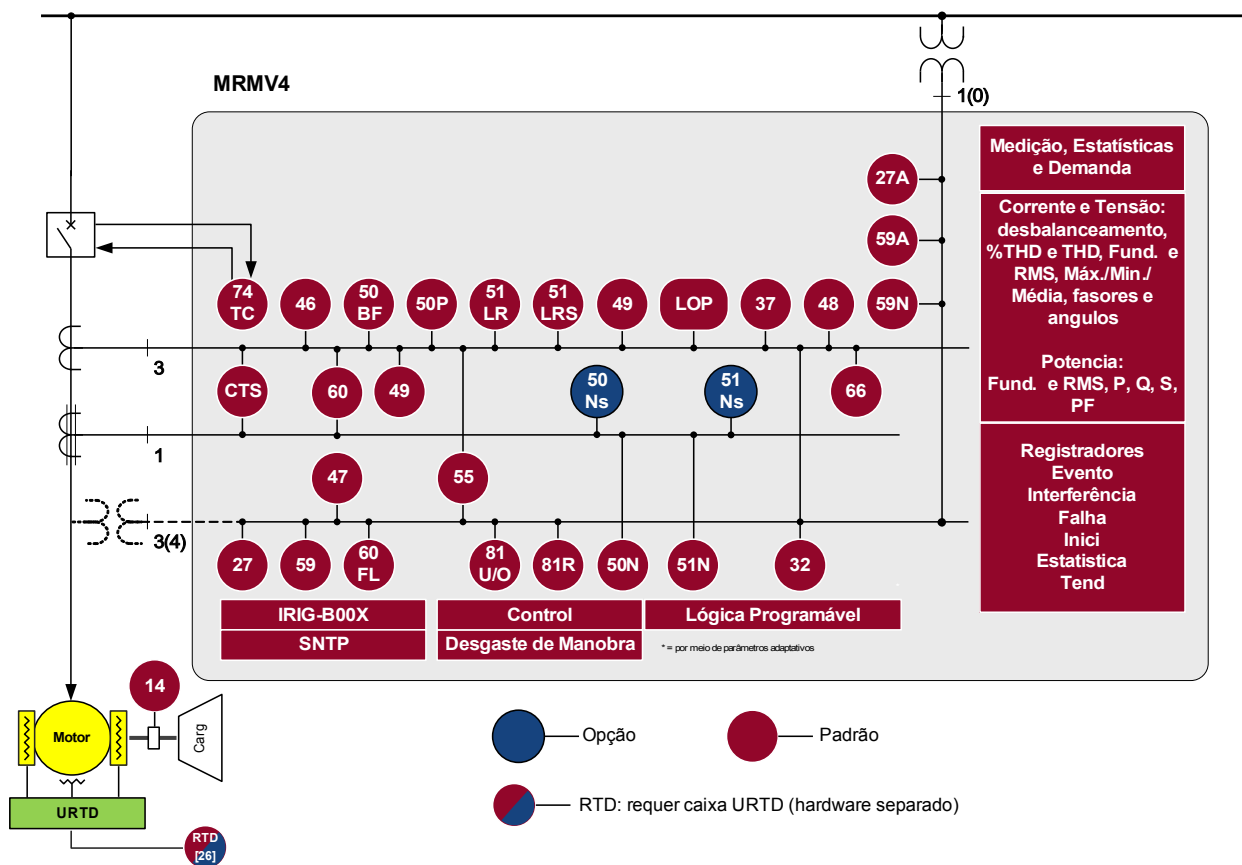 MRMV4
1(0)
27A
59A
59N
74
TC
46
50
BF
50P
51
LR
51
LRS
49
LOP
37
48
3
CTS
60
49
50
Ns
51
Ns
66
1
47
55
3(4)
27
59
60
FL
81
U/O
81R
50N
51N
32
IRIG-B00X
SNTP
Control
Desgaste de Manobra
Lógica Programável
* = por meio de parâmetros adaptativos
Medição, Estatísticas
e Demanda
Corrente e Tensão:
desbalanceamento,
%THD e THD, Fund. e
RMS, Máx./Min./
Média, fasores e
angulos
Potencia:
Fund. e RMS, P, Q, S,
PF
Registradores
Evento
Interferência
Falha
Inici
Estatistica
Tend
14
Motor
Carg
URTD
RTD
[26]
Opção
Padrão
RTD: requer caixa URTD (hardware separado)